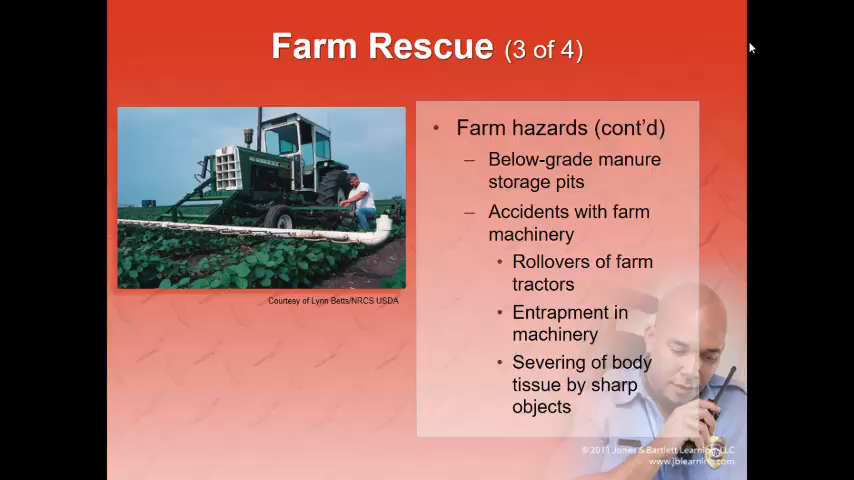 Farm Rescue (3 of 4)
• Farm hazards (cont'd)
– Below-grade manure
storage pits
– Accidents with farm
machinery
• Rollovers of farm
tractors
• Entrapment in
machinery
• Severing of body
tissue by sharp
objects
Courtesy of Lynn Betts/NRCS USDA
© 2011 Jones & Bartlett Learning, LLC
www.jblearning.com